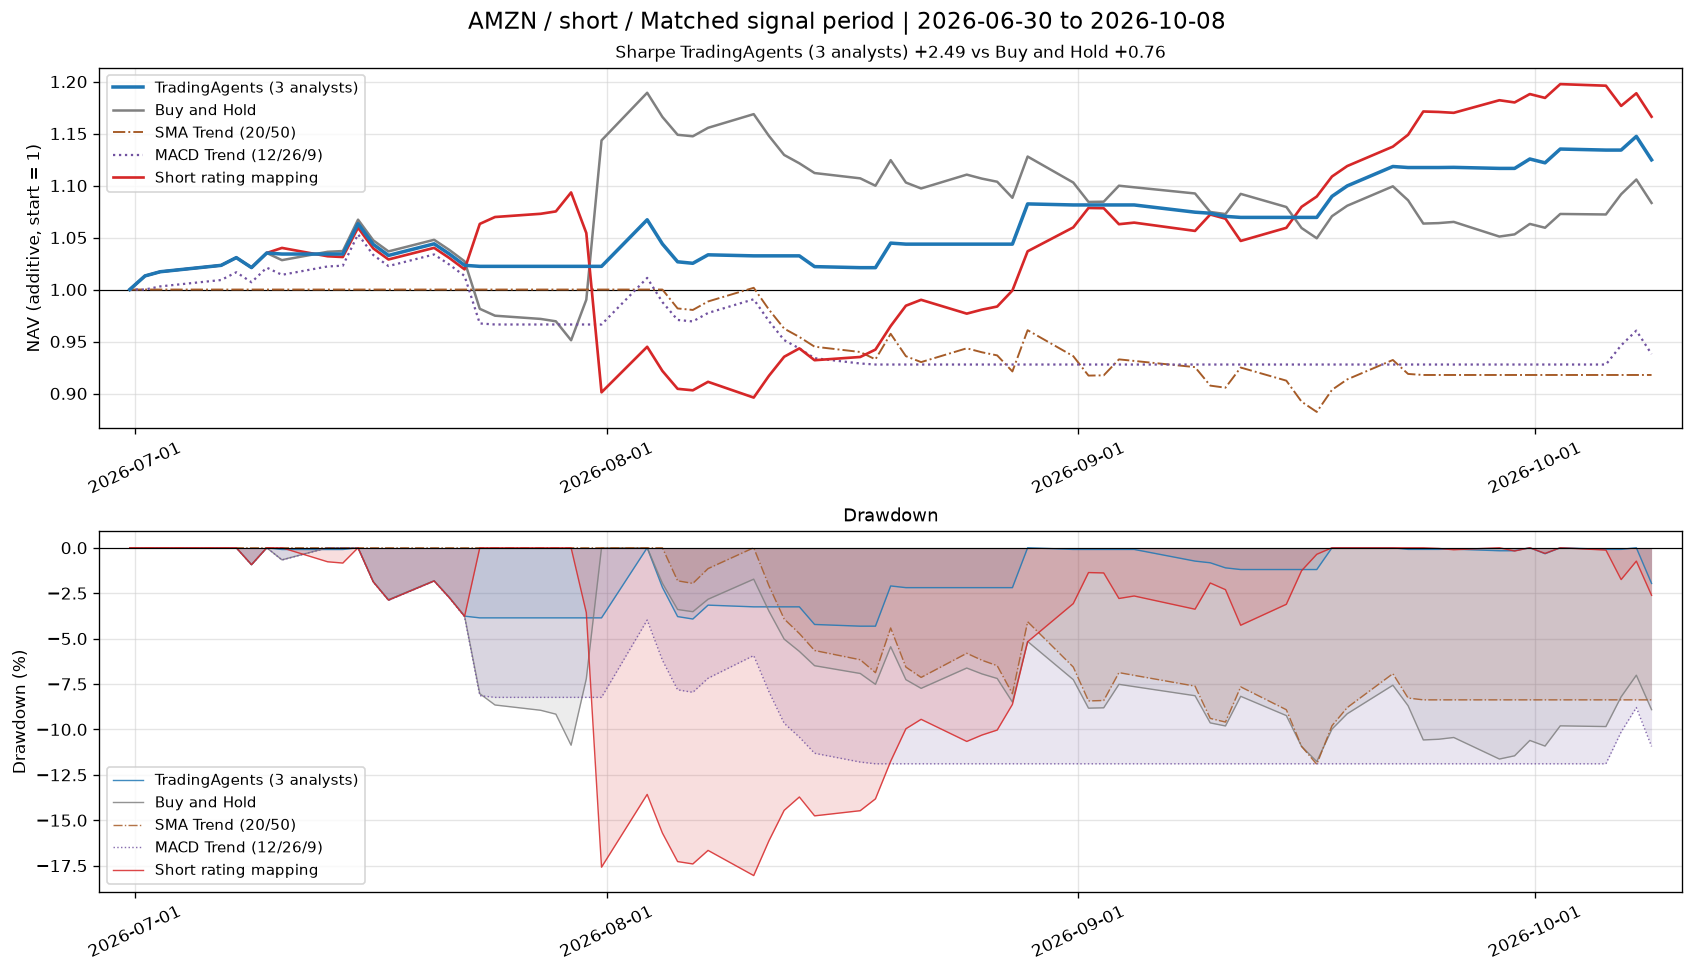 AMZN / short / Matched signal period | 2026-06-30 to 2026-10-08
Sharpe TradingAgents (3 analysts) +2.49 vs Buy and Hold +0.76
NAV (additive, start = 1)
1.20
1.15
1.10
1.05
1.00
0.95
0.90
TradingAgents (3 analysts)
Buy and Hold
SMA Trend (20/50)
MACD Trend (12/26/9)
Short rating mapping
2026-07-01
2026-08-01
2026-09-01
2026-10-01
Drawdown
Drawdown (%)
0.0
−2.5
−5.0
−7.5
−10.0
−12.5
−15.0
−17.5
TradingAgents (3 analysts)
Buy and Hold
SMA Trend (20/50)
MACD Trend (12/26/9)
Short rating mapping
2026-07-01
2026-08-01
2026-09-01
2026-10-01